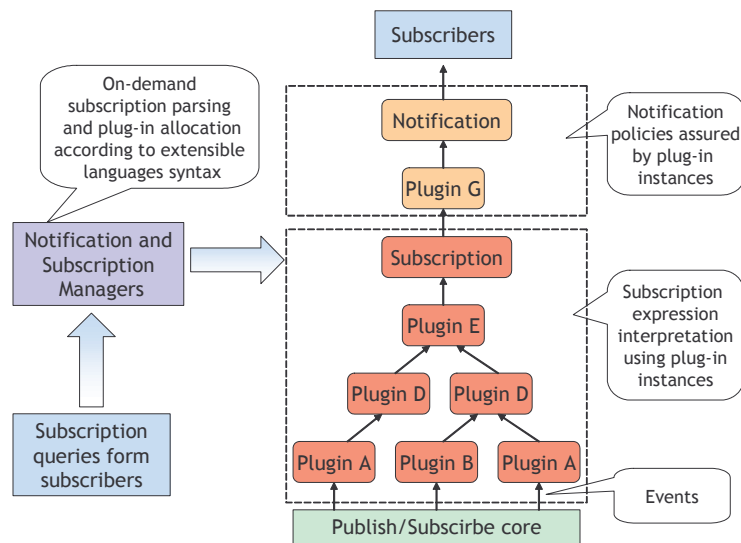 Subscribers
On-demand
subscription parsing
and plug-in allocation
according to extensible
languages syntax
Notification
Notification
policies assured
by plug-in
instances
Plugin G
Notification and
Subscription
Managers
Subscription
Subscription
expression
interpretation
using plug-in
instances
Plugin E
Plugin D
Plugin D
Subscription
queries form
subscribers
Plugin A
Plugin B
Plugin A
Events
Publish/Subscirbe core